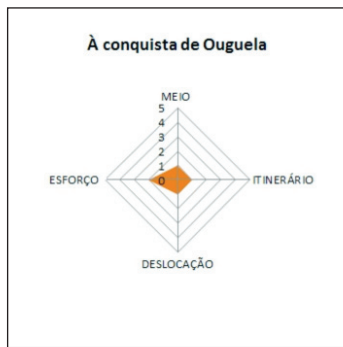 À conquista de Ouguela
MEIO
5
4
3
2
1
0
ESFORÇO
ITINERÁRIO
DESLOCAÇÃO